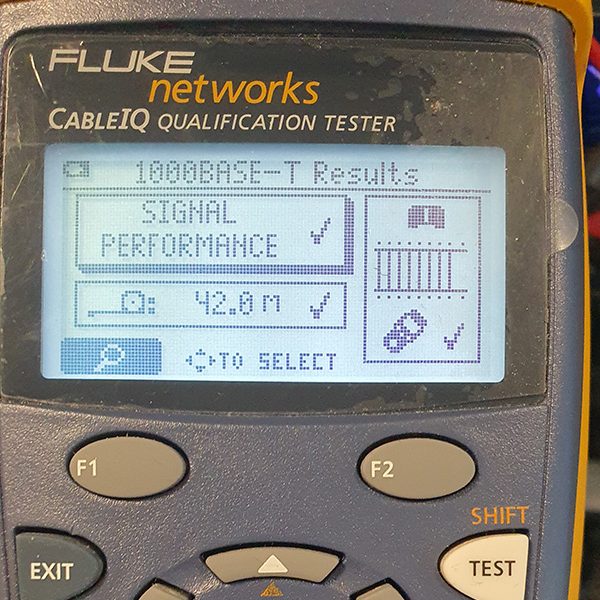 FLUKE
networks
CABLEIQ QUALIFICATION TESTER
1000BASE-T Results
SIGNAL
PERFORMANCE
42.0 m
TO SELECT
F1
F2
SHIFT
EXIT
TEST